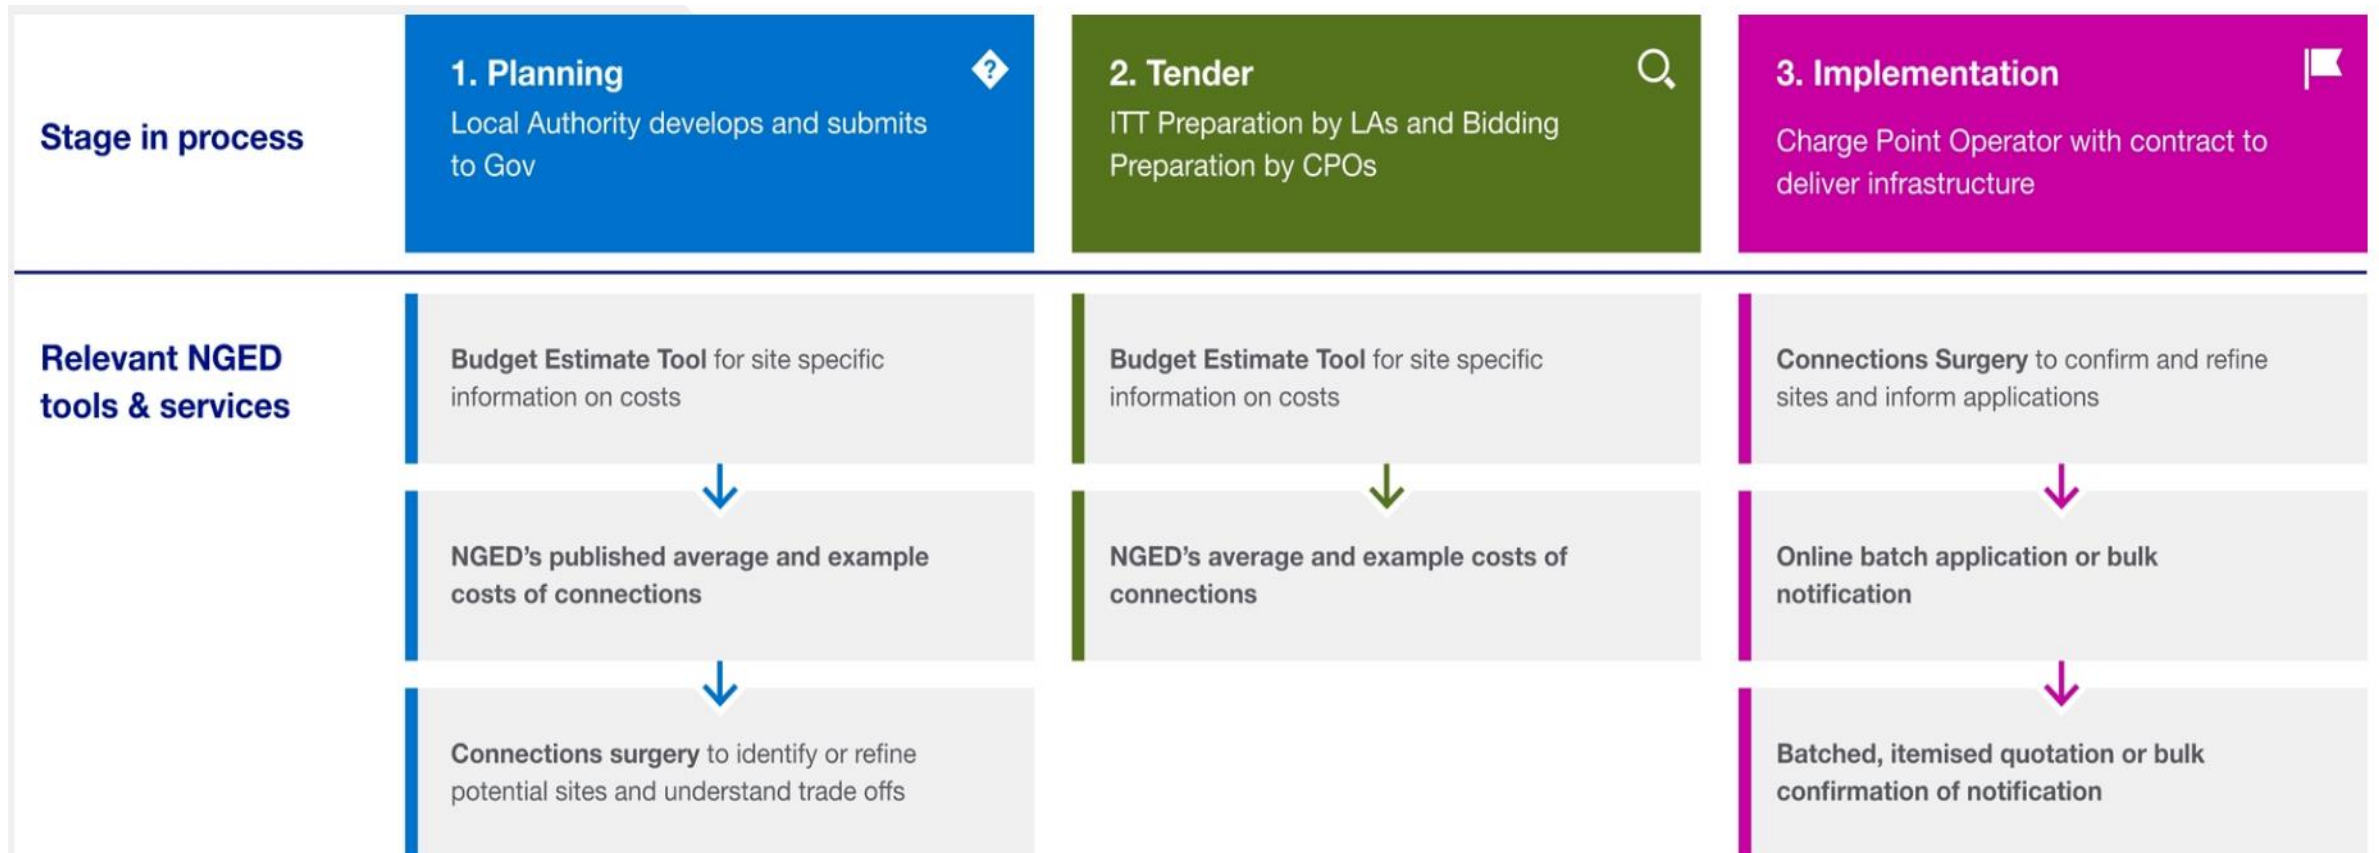 Stage in process
1. Planning
?
Local Authority develops and submits
to Gov
2. Tender
ITT Preparation by LAs and Bidding
Preparation by CPOs
3. Implementation
Charge Point Operator with contract to
deliver infrastructure
Relevant NGED
tools & services
Budget Estimate Tool for site specific
information on costs
NGED’s published average and example
costs of connections
Connections surgery to identify or refine
potential sites and understand trade offs
Budget Estimate Tool for site specific
information on costs
NGED’s average and example costs of
connections
Connections Surgery to confirm and refine
sites and inform applications
Online batch application or bulk
notification
Batched, itemised quotation or bulk
confirmation of notification